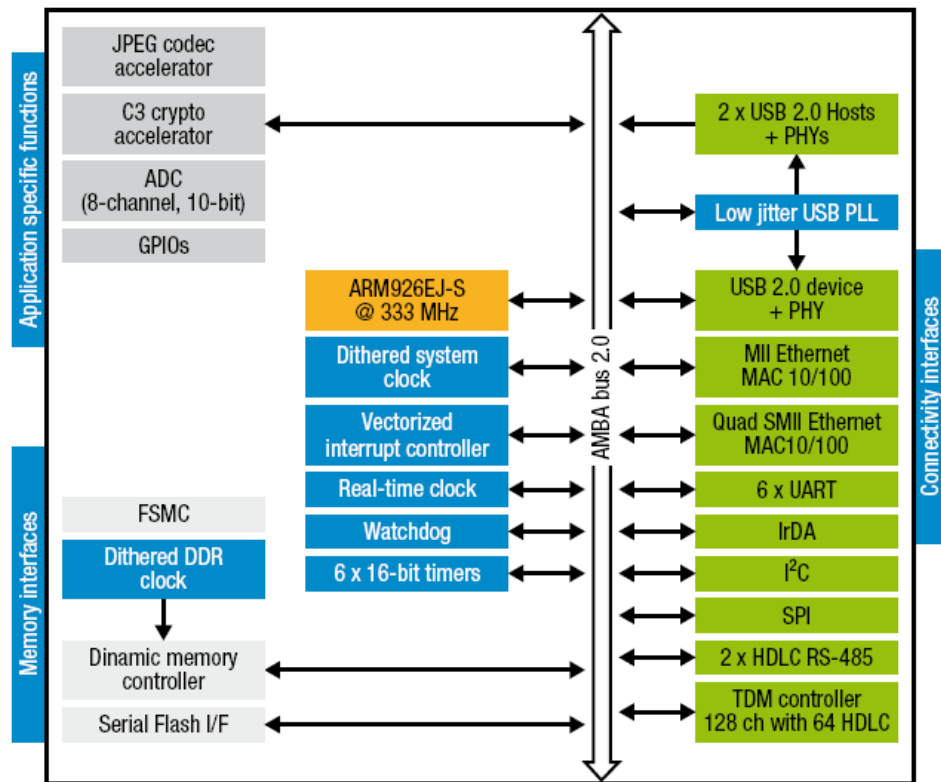 Application specific functions
JPEG codec
accelerator
C3 crypto
accelerator
ADC
(8-channel, 10-bit)
GPIOs
Memory interfaces
FSMC
Dithered DDR
clock
Dinamic memory
controller
Serial Flash I/F
ARM926EJ-S
@ 333 MHz
Dithered system
clock
Vectorized
interrupt controller
Real-time clock
Watchdog
6 x 16-bit timers
AMBA bus 2.0
2 x USB 2.0 Hosts
+ PHYs
Low jitter USB PLL
USB 2.0 device
+ PHY
MII Ethernet
MAC 10/100
Quad SMII Ethernet
MAC10/100
6 x UART
IrDA
I²C
SPI
2 x HDLC RS-485
TDM controller
128 ch with 64 HDLC
Connectivity interfaces